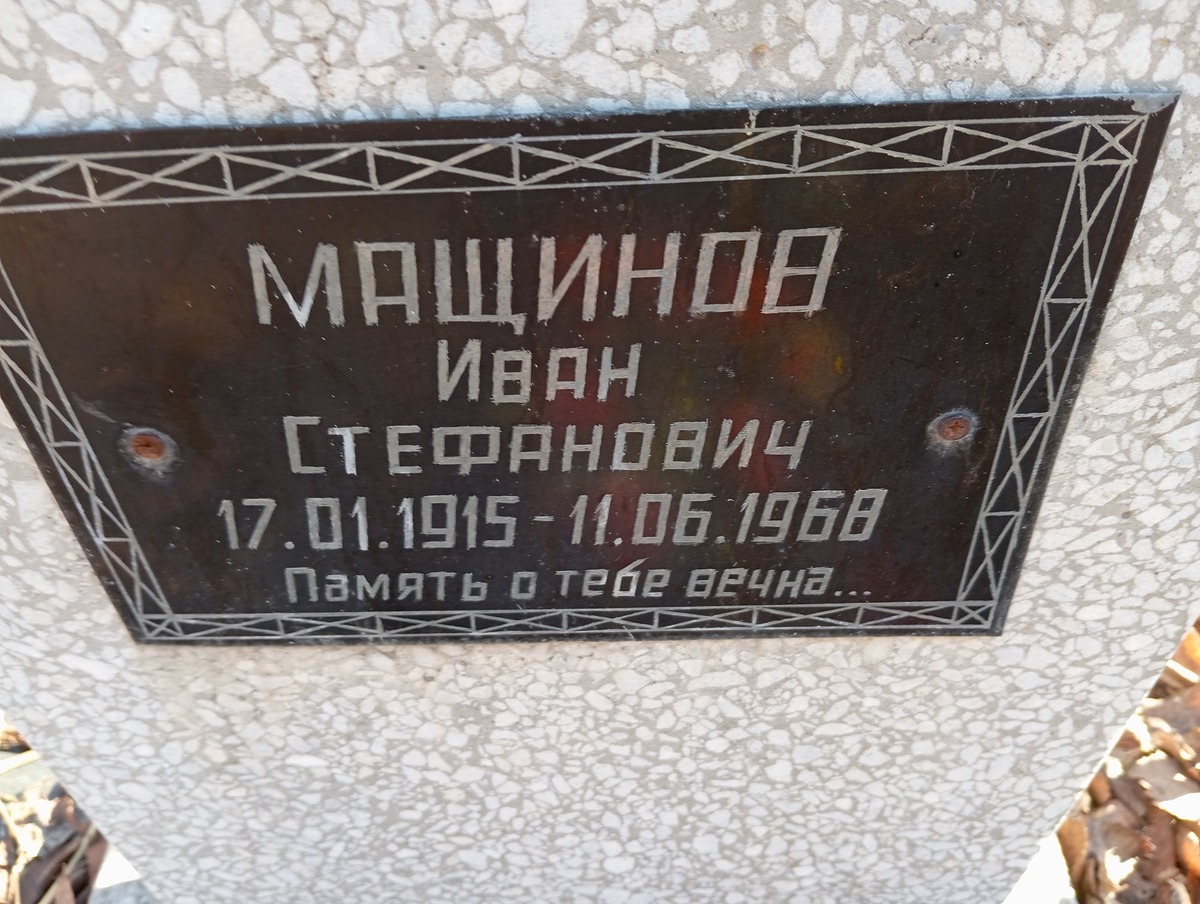 МАЩИНОВ
Иван
Стефанович
17.01.1915-11.06.1968
Память о тебе вечна...